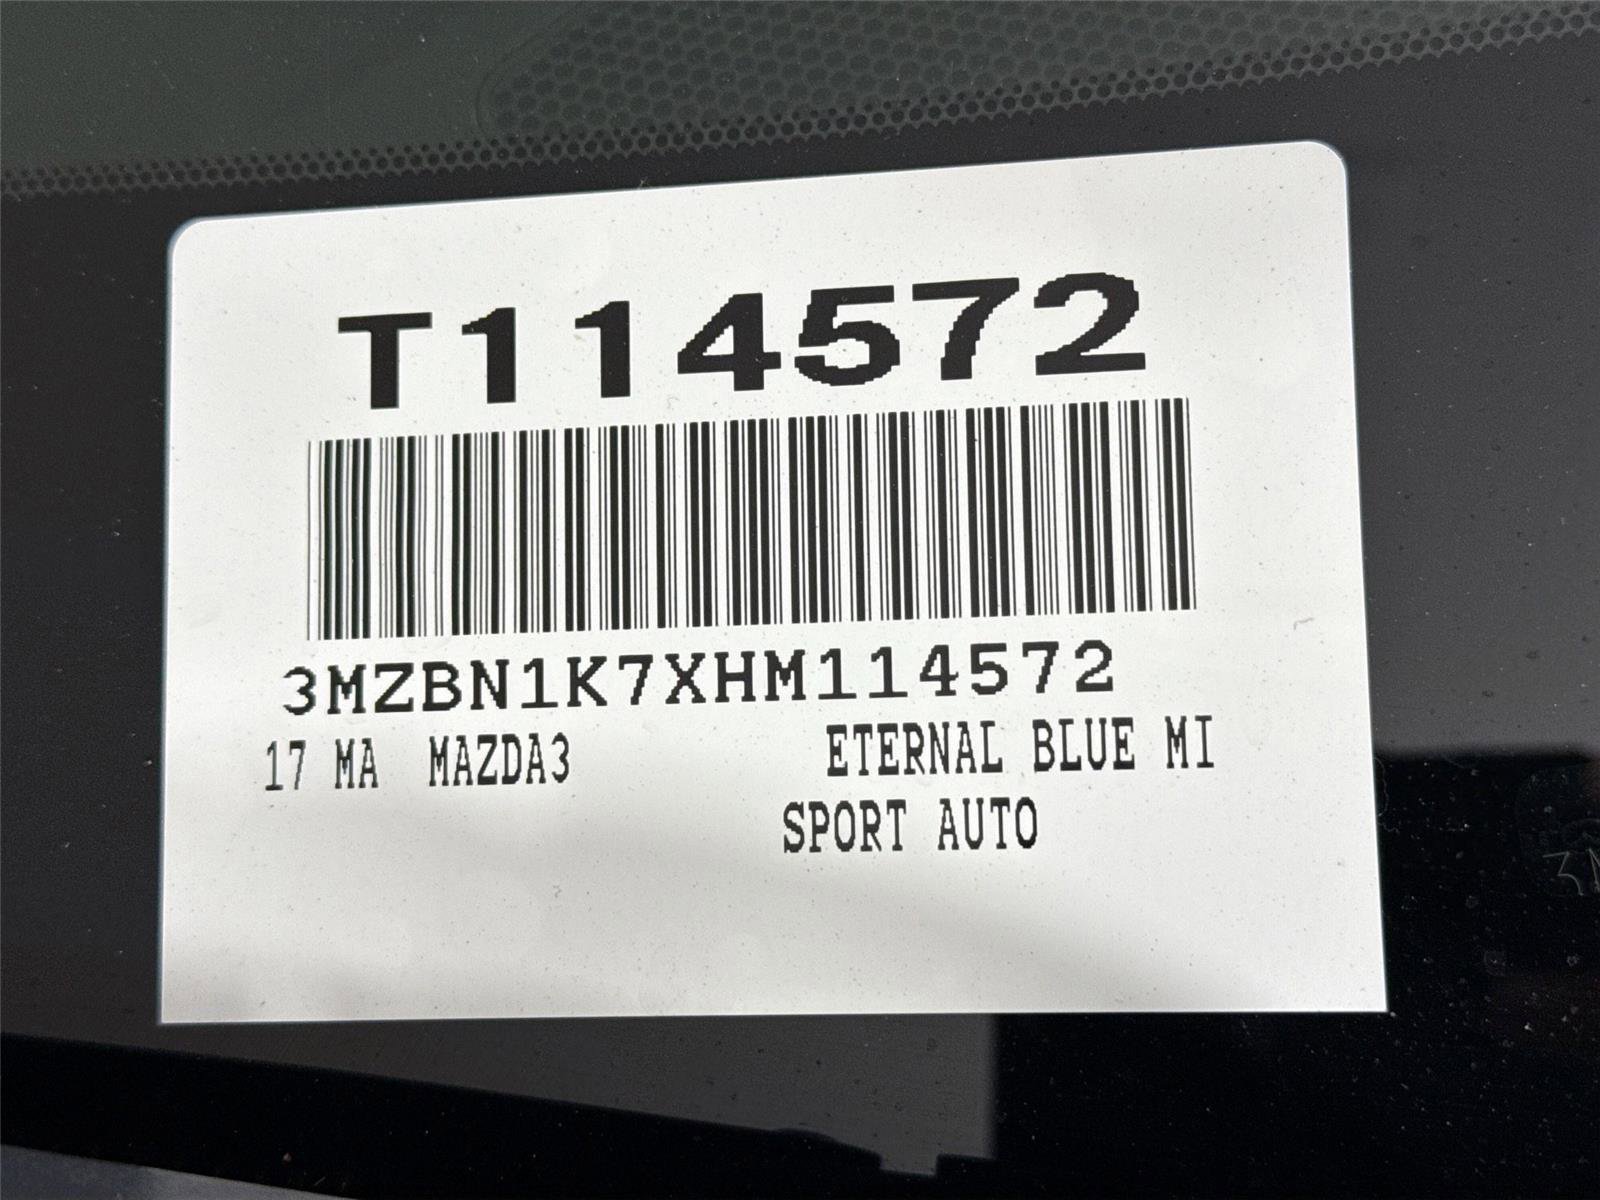 T114572
3MZBN1K7XHM114572
17 MA MAZDA3 ETERNAL BLUE MI
SPORT AUTO